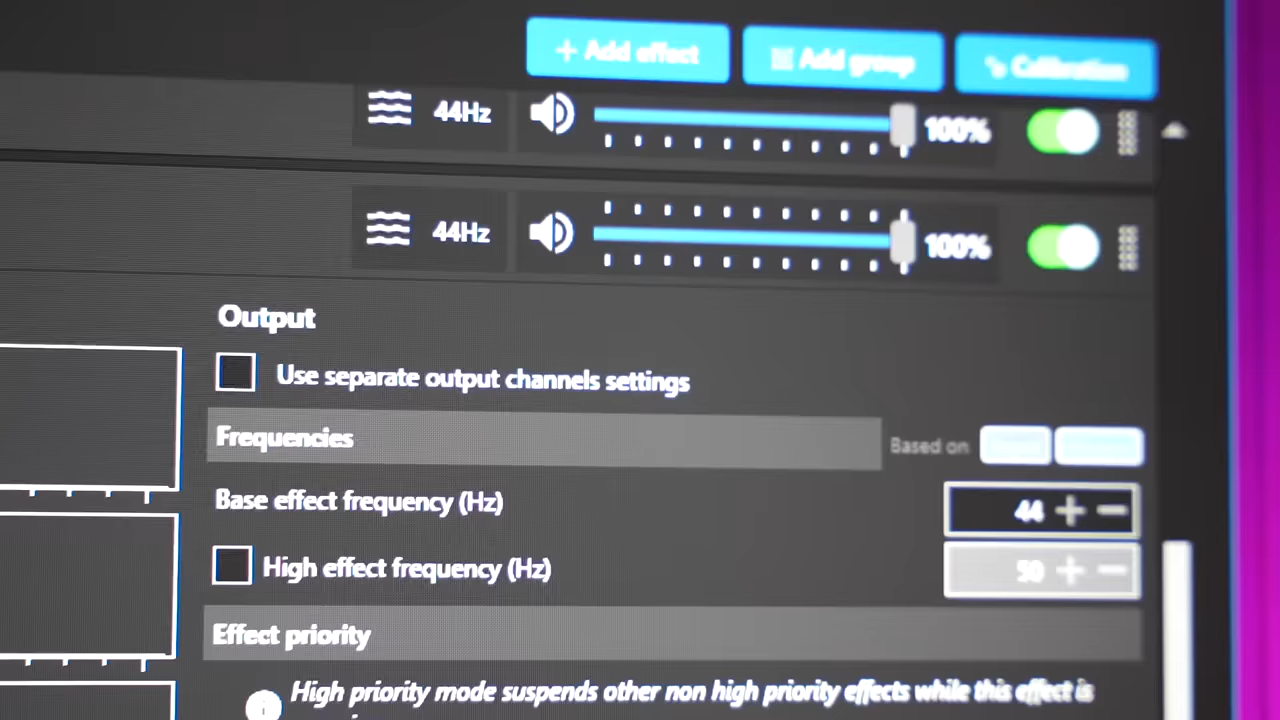 + Add effect
Add group
Calibration
44Hz
100%
44Hz
100%
Output
Use separate output channels settings
Frequencies
Based on
Base effect frequency (Hz)
44 + −
High effect frequency (Hz)
50 + −
Effect priority
High priority mode suspends other non high priority effects while this effect is